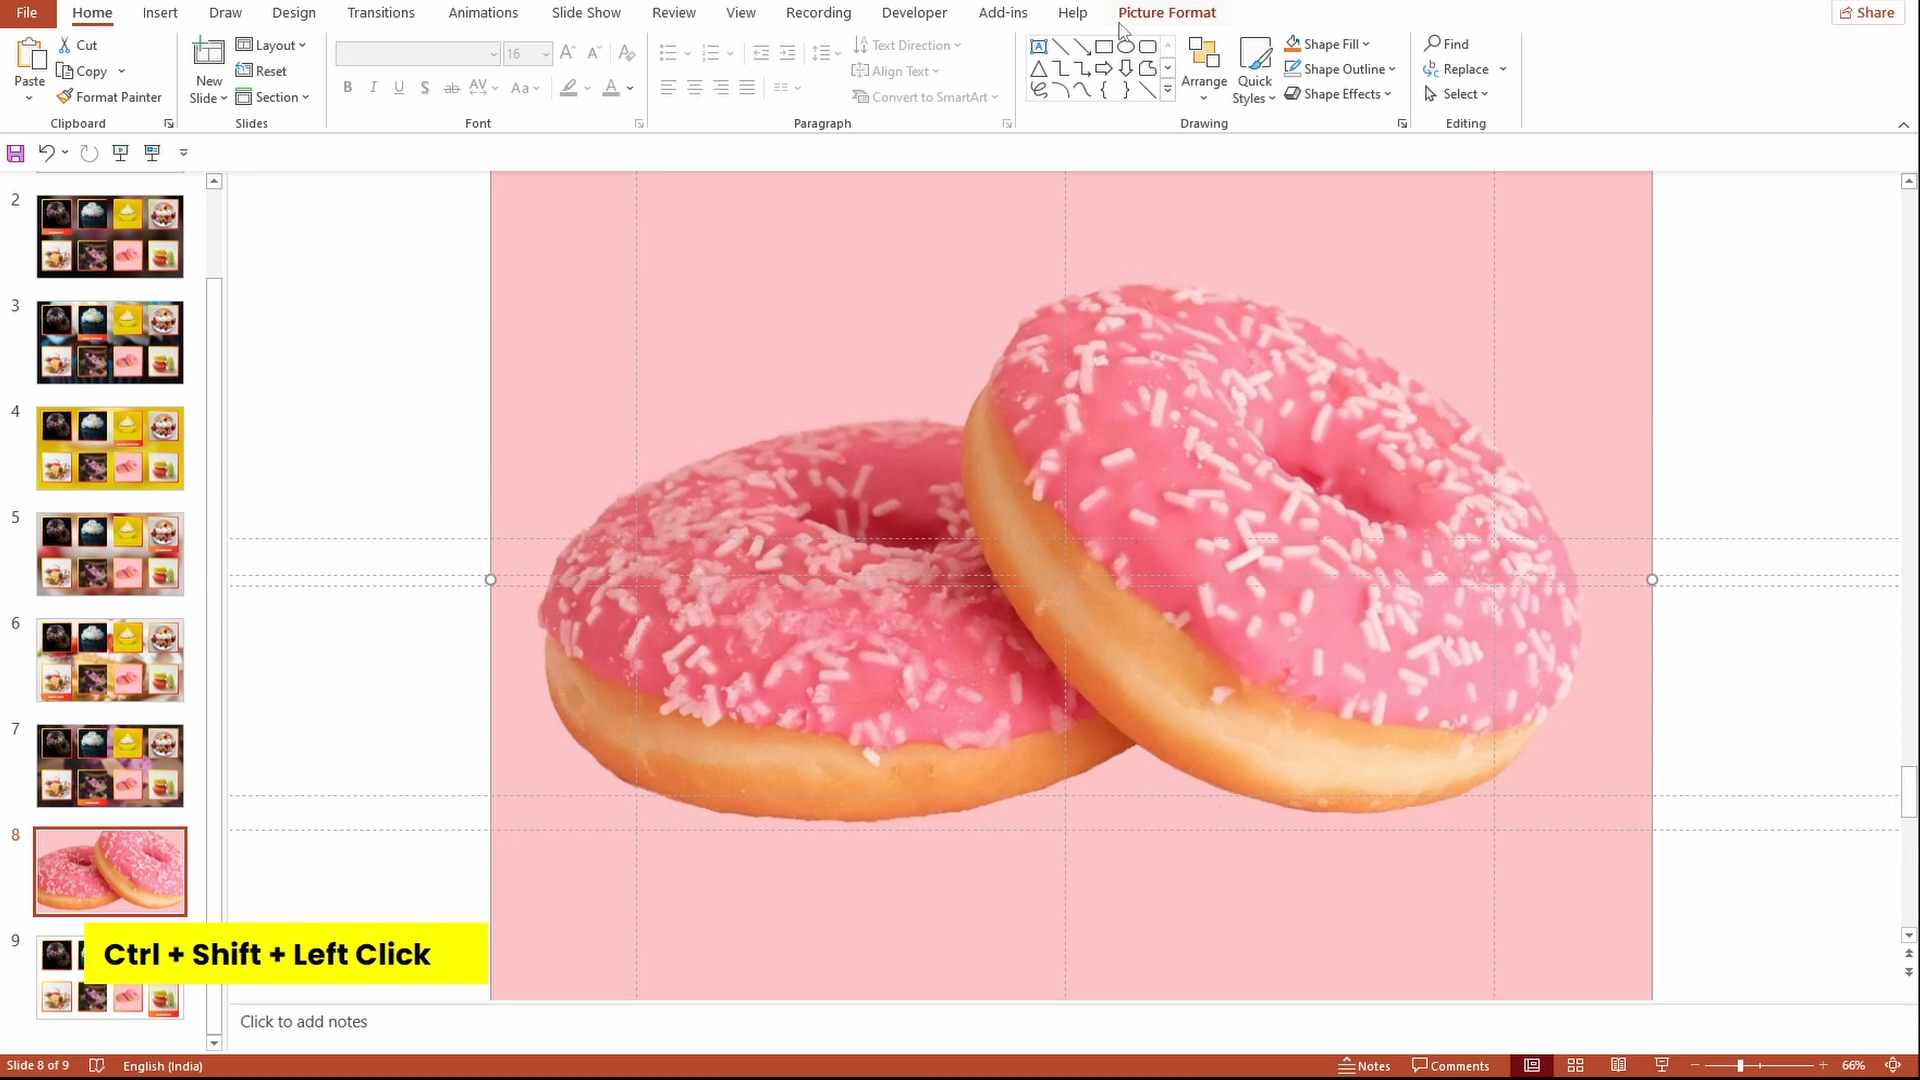 File Home Insert Draw Design Transitions Animations Slide Show Review View Recording Developer Add-ins Help Picture Format Share
Cut
Copy
Format Painter
Paste
Clipboard
New
Slide
Layout
Reset
Section
Slides
16
B I U S ab AV Aa A
Font
Text Direction
Align Text
Convert to SmartArt
Paragraph
Arrange
Quick
Styles
Shape Fill
Shape Outline
Shape Effects
Drawing
Find
Replace
Select
Editing
2
3
4
5
6
7
8
9
Ctrl + Shift + Left Click
Click to add notes
Slide 8 of 9 English (India) Notes Comments 66%